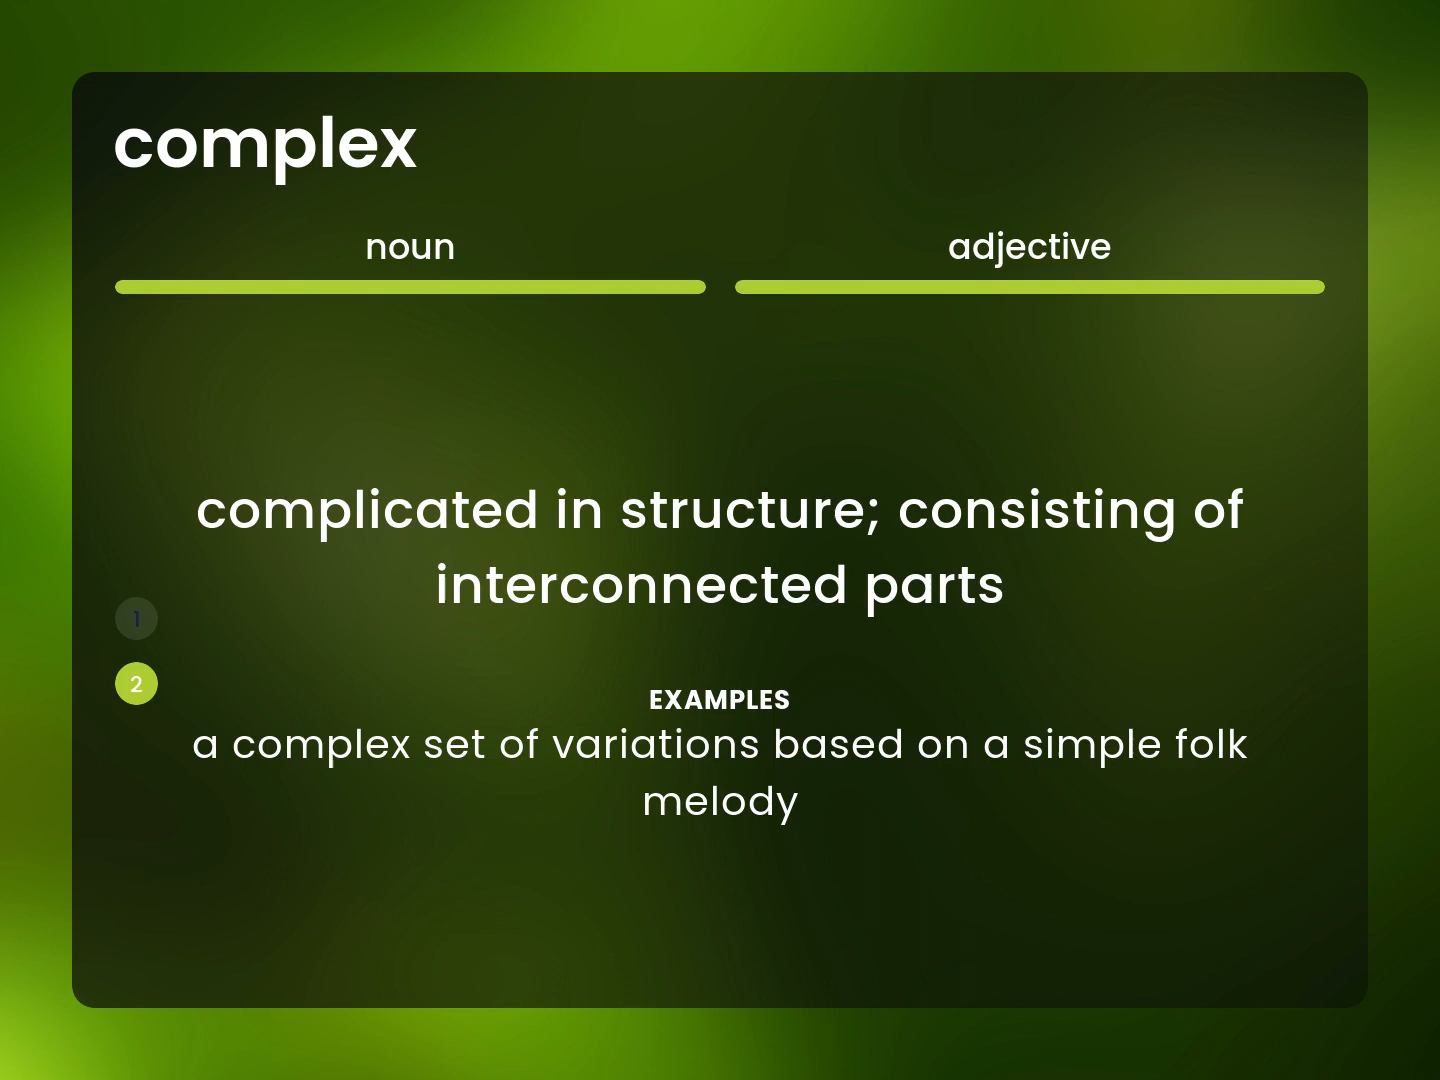 complex
noun
adjective
complicated in structure; consisting of
interconnected parts
1
2
EXAMPLES
a complex set of variations based on a simple folk
melody